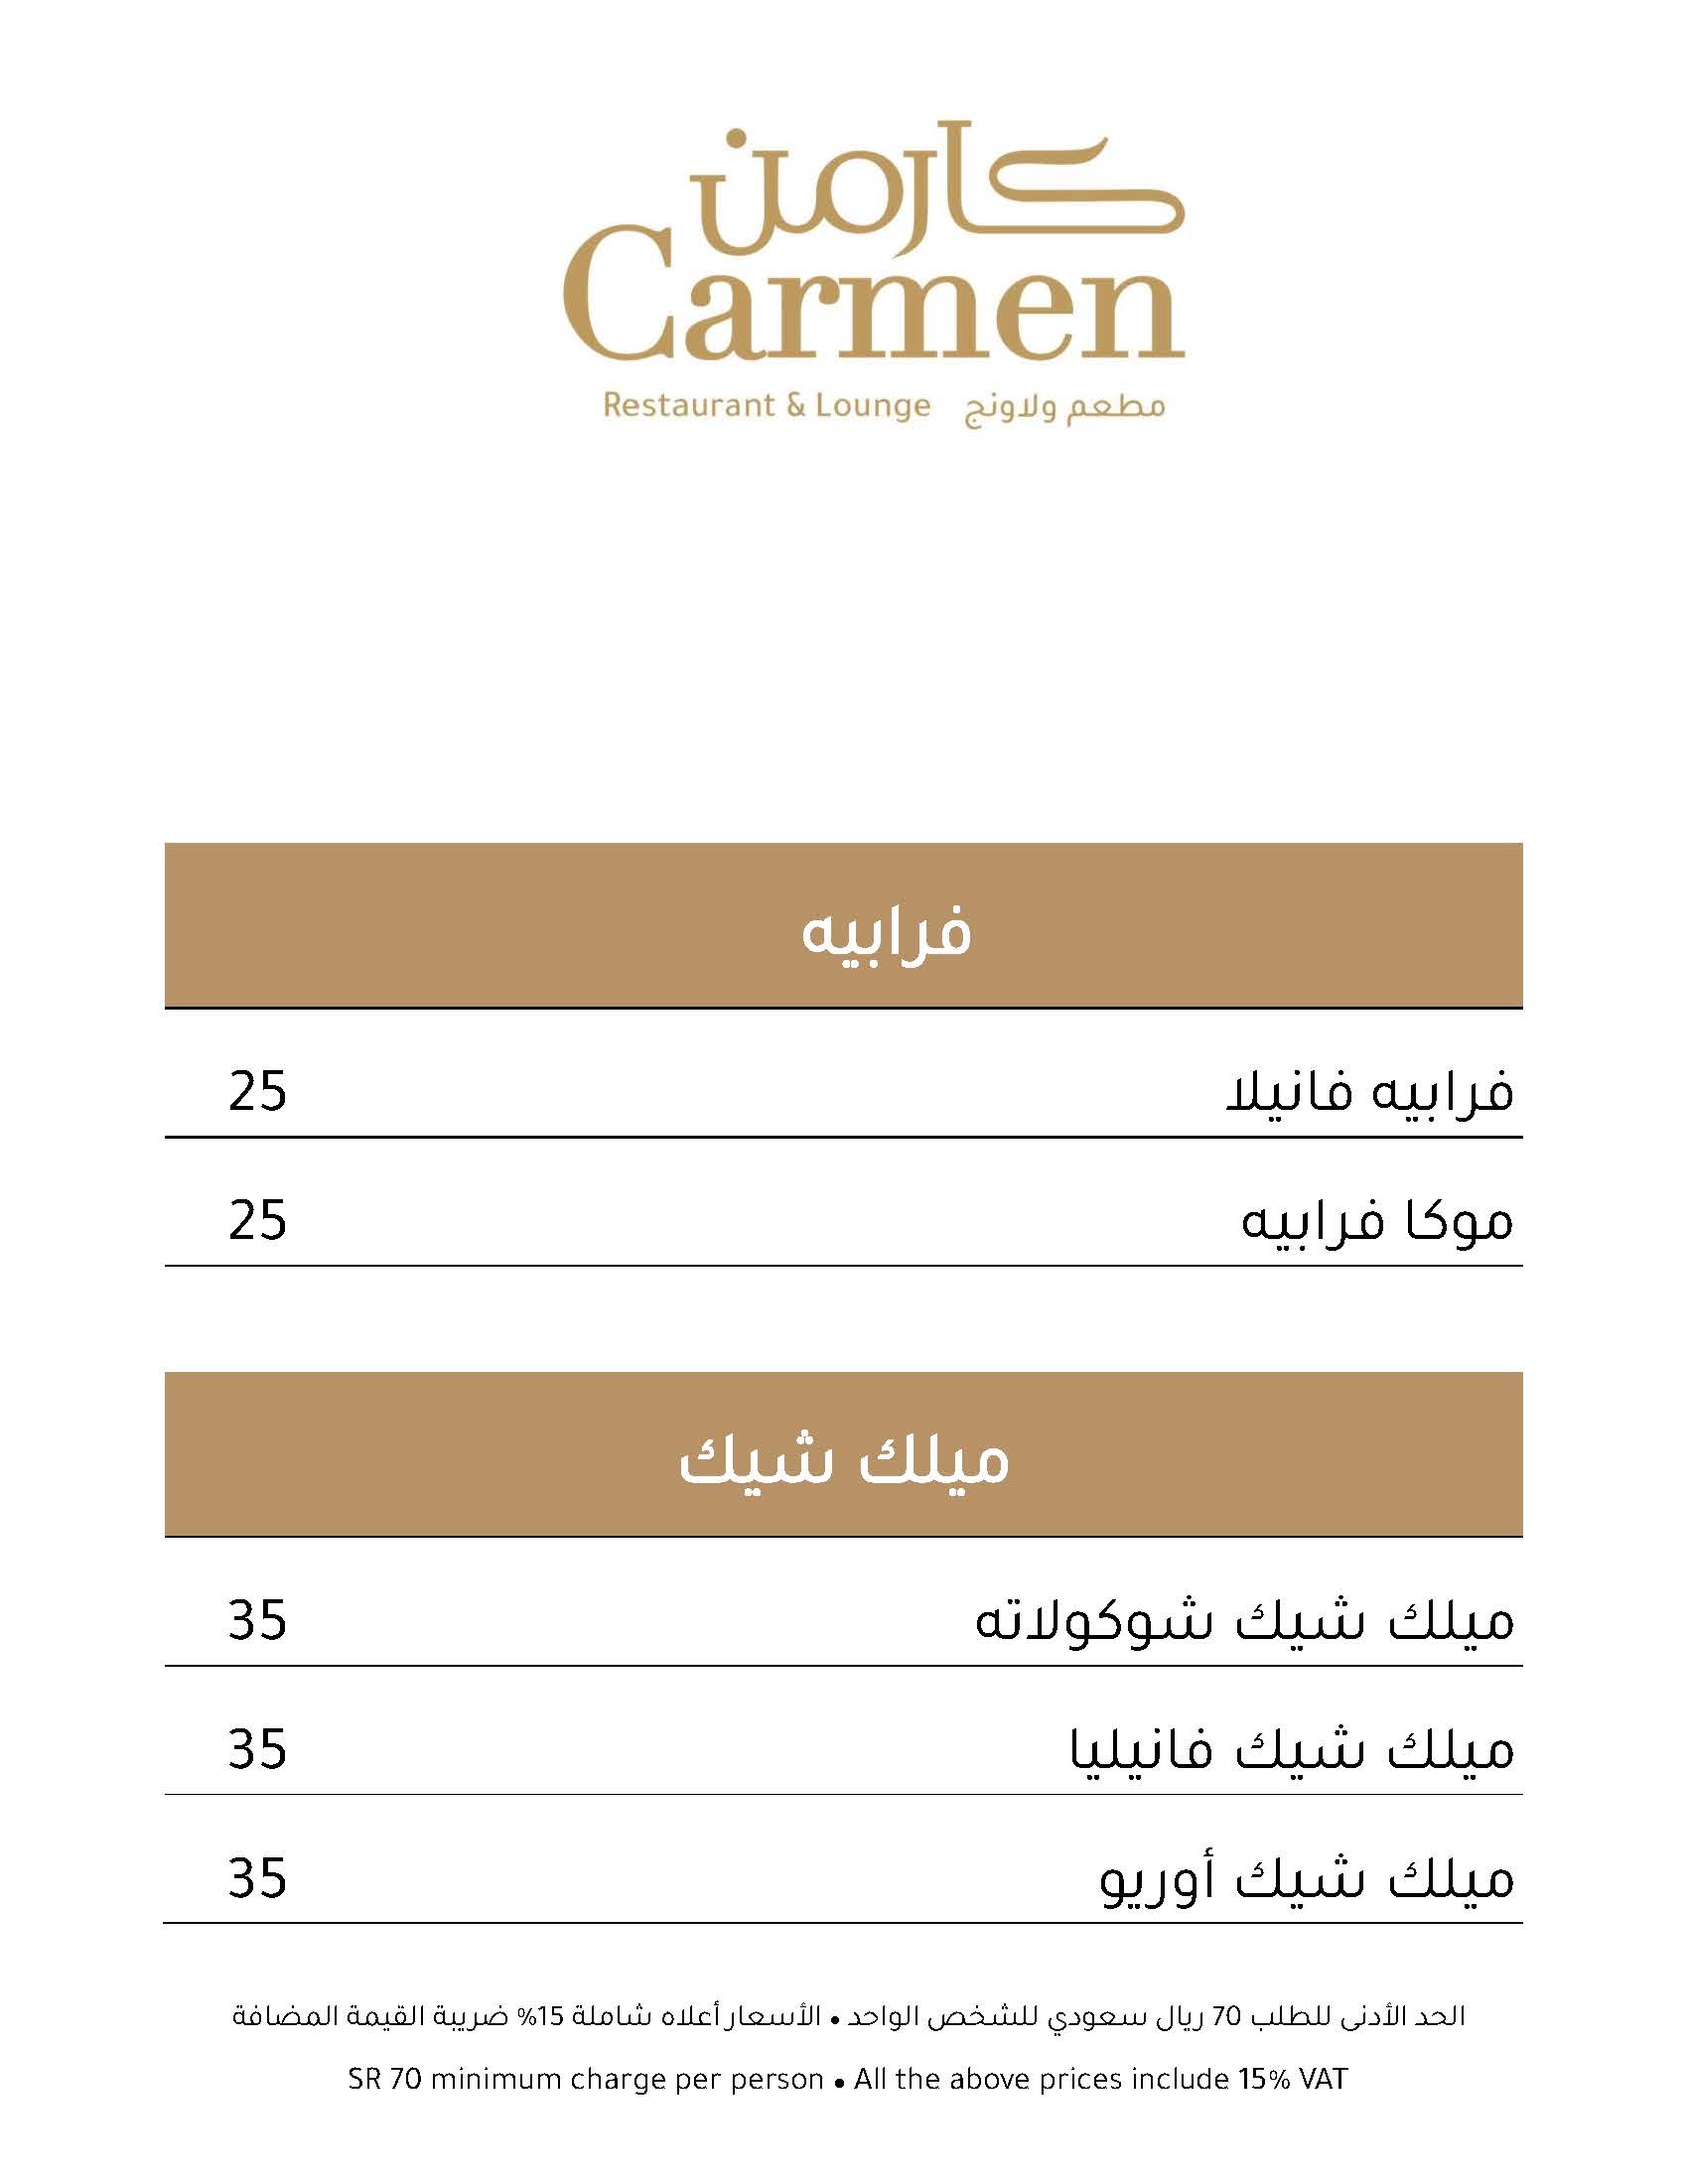 كارمن
Carmen
Restaurant & Lounge مطعم ولاونج
فرابيه
فرابيه فانيلا 25
موكا فرابيه 25
ميلك شيك
ميلك شيك شوكولاته 35
ميلك شيك فانيليا 35
ميلك شيك أوريو 35
الحد الأدنى للطلب 70 ريال سعودي للشخص الواحد • الأسعار أعلاه شاملة 15% ضريبة القيمة المضافة
SR 70 minimum charge per person • All the above prices include 15% VAT